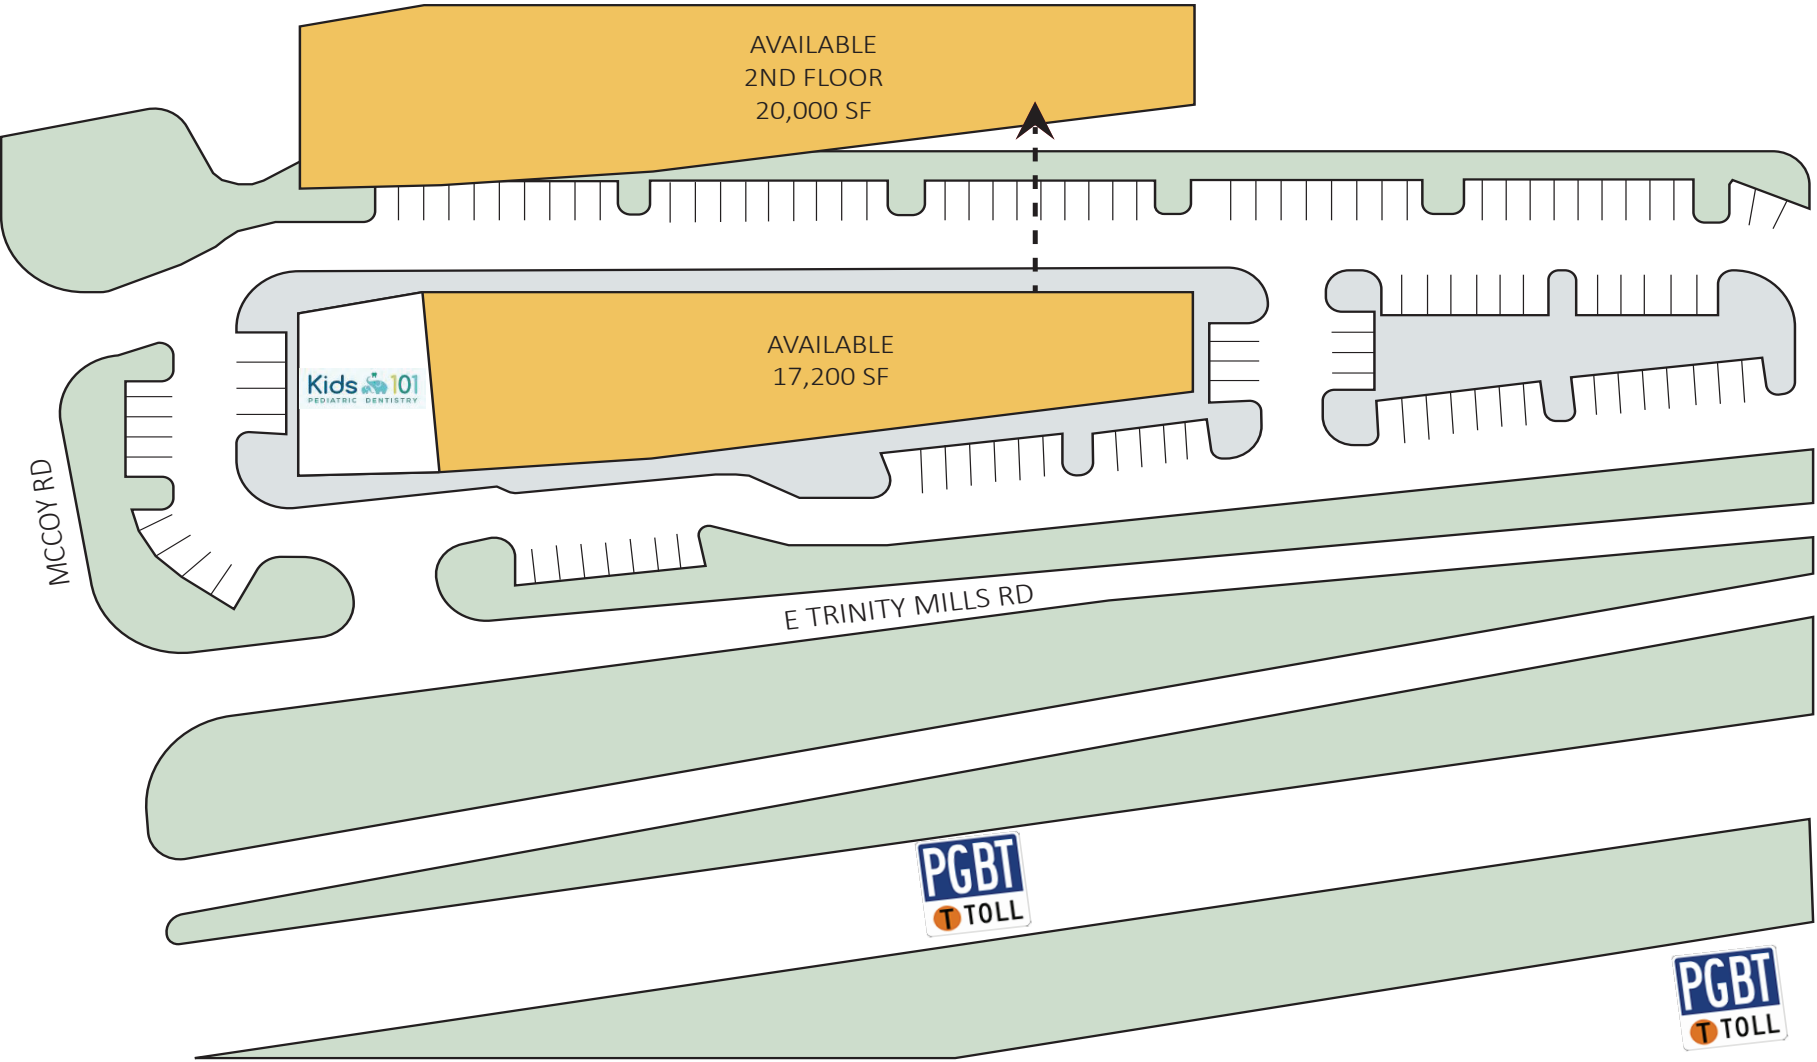 AVAILABLE
2ND FLOOR
20,000 SF
AVAILABLE
17,200 SF
Kids 101
PEDIATRIC DENTISTRY
MCCOY RD
E TRINITY MILLS RD
PGBT
T TOLL
PGBT
T TOLL